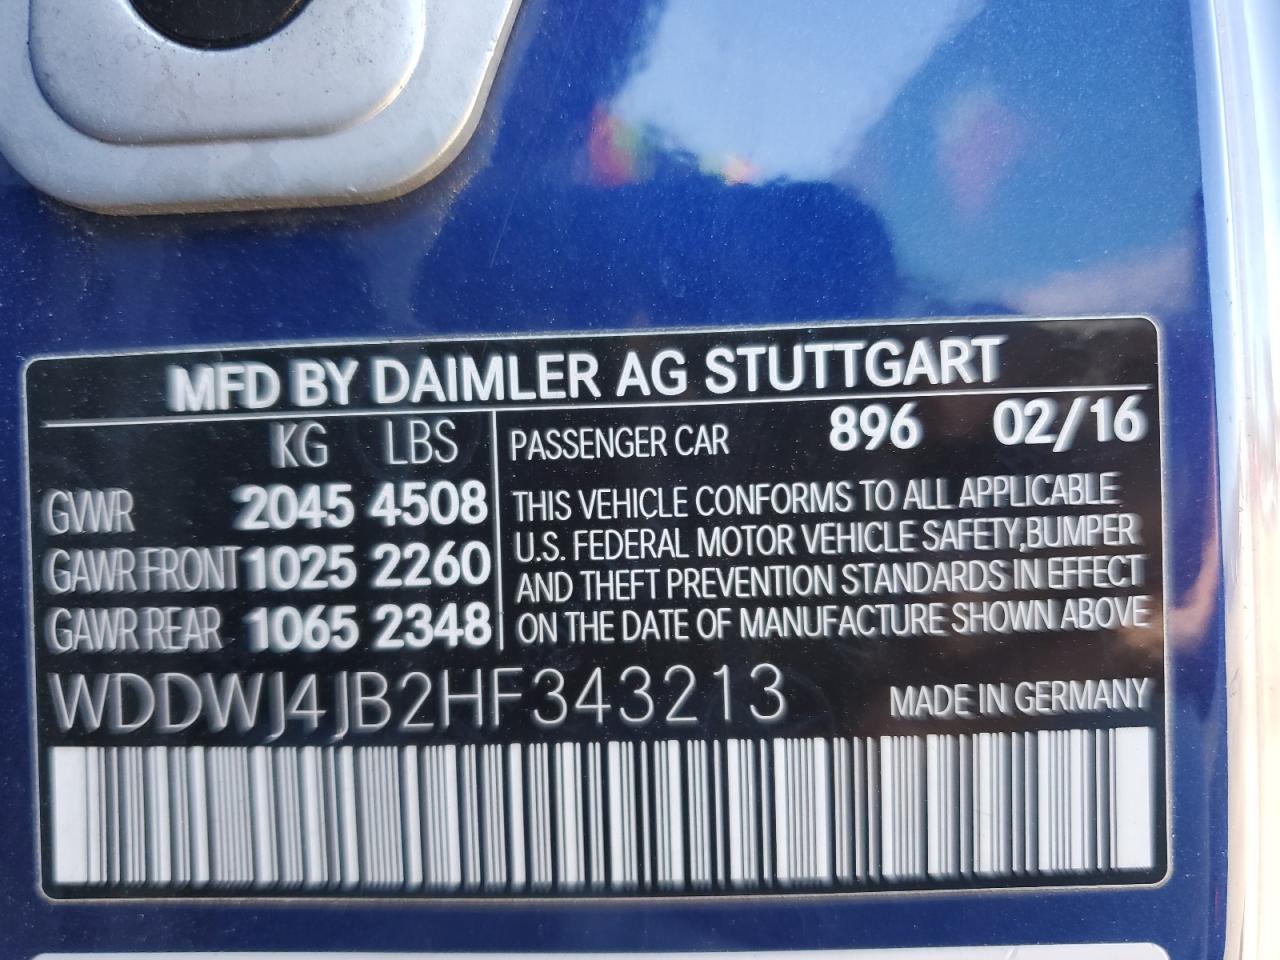 MFD BY DAIMLER AG STUTTGART
KG LBS
GVWR 2045 4508
GAWR FRONT 1025 2260
GAWR REAR 1065 2348
PASSENGER CAR 896 02/16
THIS VEHICLE CONFORMS TO ALL APPLICABLE
U.S. FEDERAL MOTOR VEHICLE SAFETY,BUMPER
AND THEFT PREVENTION STANDARDS IN EFFECT
ON THE DATE OF MANUFACTURE SHOWN ABOVE
WDDWJ4JB2HF343213
MADE IN GERMANY